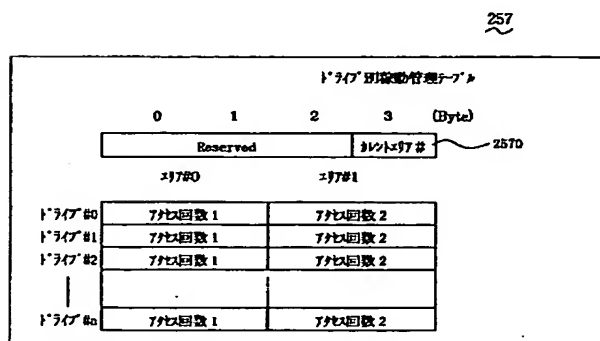 257
ﾄﾞﾗｲﾌﾞ別稼動管理ﾃｰﾌﾞﾙ
0 1 2 3 (Byte)
Reserved ｶﾚﾝﾄｴﾘｱ# 2570
ｴﾘｱ#0 ｴﾘｱ#1
ﾄﾞﾗｲﾌﾞ#0 ｱｸｾｽ回数 1 ｱｸｾｽ回数 2
ﾄﾞﾗｲﾌﾞ#1 ｱｸｾｽ回数 1 ｱｸｾｽ回数 2
ﾄﾞﾗｲﾌﾞ#2 ｱｸｾｽ回数 1 ｱｸｾｽ回数 2
ﾄﾞﾗｲﾌﾞ#n ｱｸｾｽ回数 1 ｱｸｾｽ回数 2